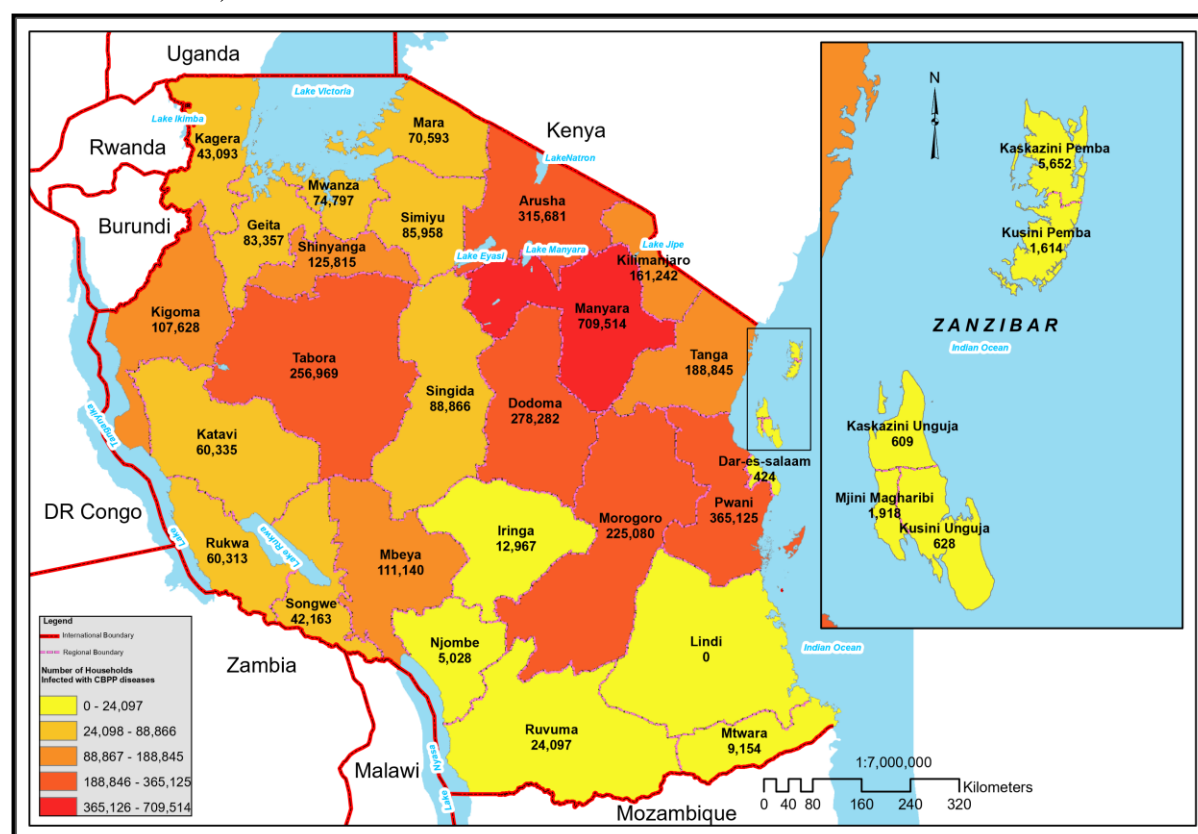 Uganda
Lake Victoria
Lake Ikimba
Kagera
43,093
Mara
70,593
Kenya
Rwanda
LakeNatron
Mwanza
74,797
Arusha
315,681
Burundi
Geita
83,357
Simiyu
85,958
Shinyanga
125,815
Lake Eyasi
Lake Manyara
Lake Jipe
Kilimanjaro
161,242
Kigoma
107,628
Manyara
709,514
Tabora
256,969
Tanga
188,845
Singida
88,866
Dodoma
278,282
Katavi
60,335
Tanganyika
Lake
DR Congo
Dar-es-salaam
424
Pwani
365,125
Morogoro
225,080
Iringa
12,967
Rukwa
60,313
Lake Rukwa
Mbeya
111,140
Songwe
42,163
Njombe
5,028
Lindi
0
Indian Ocean
Zambia
Ruvuma
24,097
Mtwara
9,154
Nyasa
Lake
Malawi
Mozambique
N
Kaskazini Pemba
5,652
Kusini Pemba
1,614
ZANZIBAR
Indian Ocean
Kaskazini Unguja
609
Mjini Magharibi
1,918
Kusini Unguja
628
Legend
International Boundary
Regional Boundary
Number of Households
Infected with CBPP diseases
0 - 24,097
24,098 - 88,866
88,867 - 188,845
188,846 - 365,125
365,126 - 709,514
1:7,000,000
Kilometers
0 40 80 160 240 320